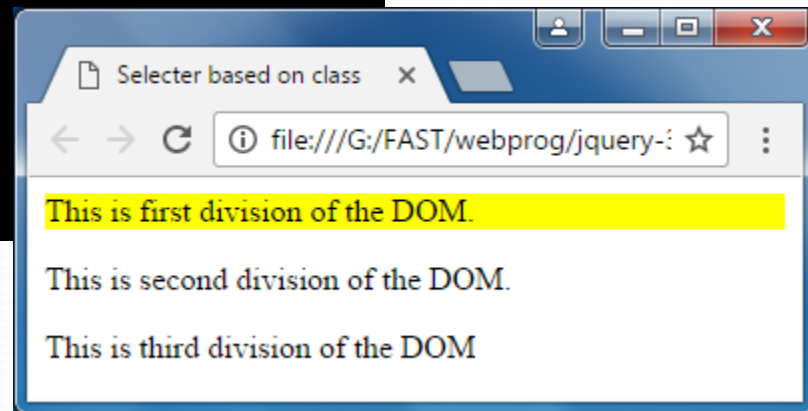 Selecter based on class
file:///G:/FAST/webprog/jquery-3
This is first division of the DOM.
This is second division of the DOM.
This is third division of the DOM